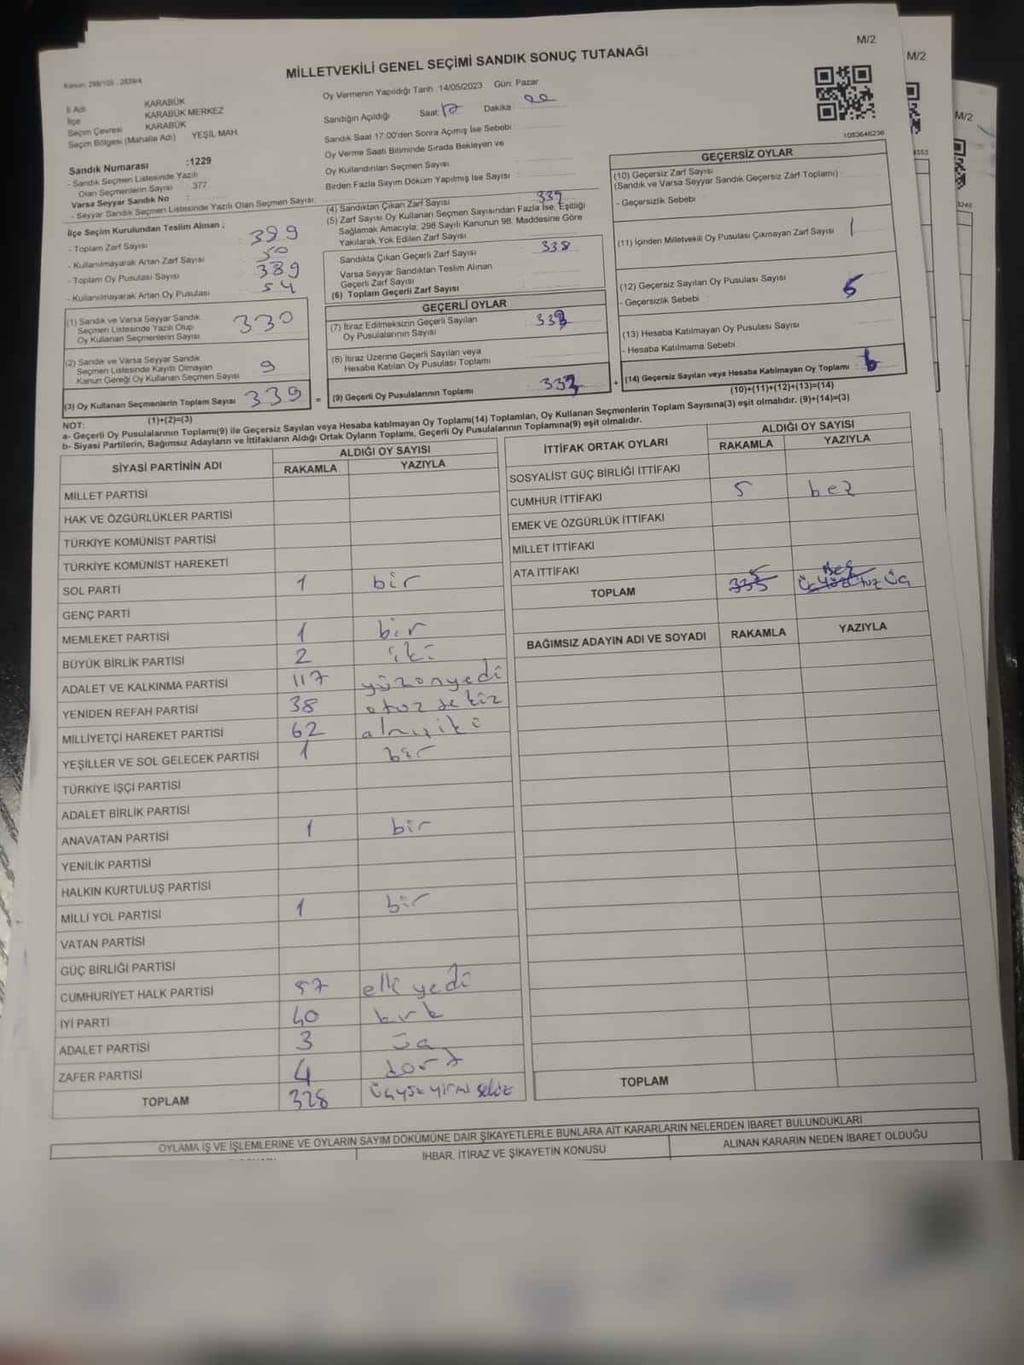 M/2
M/2
M/2
MİLLETVEKİLİ GENEL SEÇİMİ SANDIK SONUÇ TUTANAĞI
İl Adı KARABÜK
İlçe KARABÜK MERKEZ
Seçim Çevresi KARABÜK
Seçim Bölgesi (Mahalle Adı) YEŞİL MAH
Sandık Numarası :1229
- Sandık Seçmen Listesinde Yazılı
Olan Seçmenlerin Sayısı 377
Varsa Seyyar Sandık No :
- Seyyar Sandık Seçmen Listesinde Yazılı Olan Seçmen Sayısı
İlçe Seçim Kurulundan Teslim Alınan ;
- Toplam Zarf Sayısı 399
- Kullanılmayarak Artan Zarf Sayısı 50
- Toplam Oy Pusulası Sayısı 389
- Kullanılmayarak Artan Oy Pusulası 54
(1) Sandık ve Varsa Seyyar Sandık
Seçmen Listesinde Yazılı Olup
Oy Kullanan Seçmenlerin Sayısı 330
(2) Sandık ve Varsa Seyyar Sandık
Seçmen Listesinde Kayıtlı Olmayan
Kanun Gereği Oy Kullanan Seçmen Sayısı 9
(3) Oy Kullanan Seçmenlerin Toplam Sayısı 339 =
(1)+(2)=(3)
Oy Vermenin Yapıldığı Tarih :14/05/2023 Gün: Pazar
Sandığın Açıldığı Saat: 17 Dakika :
Sandık Saat 17:00'den Sonra Açılmış İse Sebebi
Oy Verme Saati Bitiminde Sırada Bekleyen ve
Oy Kullandırılan Seçmen Sayısı
Birden Fazla Sayım Döküm Yapılmış İse Sayısı
(4) Sandıktan Çıkan Zarf Sayısı 339
(5) Zarf Sayısı Oy Kullanan Seçmen Sayısından Fazla İse, Eşitliği
Sağlamak Amacıyla; 298 Sayılı Kanunun 98. Maddesine Göre
Yakılarak Yok Edilen Zarf Sayısı
Sandıkta Çıkan Geçerli Zarf Sayısı 338
Varsa Seyyar Sandıktan Teslim Alınan
Geçerli Zarf Sayısı
(6) Toplam Geçerli Zarf Sayısı
GEÇERLİ OYLAR
(7) İtiraz Edilmeksizin Geçerli Sayılan
Oy Pusulalarının Sayısı 333
(8) İtiraz Üzerine Geçerli Sayılan veya
Hesaba Katılan Oy Pusulası Toplamı
(9) Geçerli Oy Pusulalarının Toplamı 333 +
1083648236
GEÇERSİZ OYLAR
(10) Geçersiz Zarf Sayısı
(Sandık ve Varsa Seyyar Sandık Geçersiz Zarf Toplamı)
- Geçersizlik Sebebi
(11) İçinden Milletvekili Oy Pusulası Çıkmayan Zarf Sayısı 1
(12) Geçersiz Sayılan Oy Pusulası Sayısı 5
- Geçersizlik Sebebi
(13) Hesaba Katılmayan Oy Pusulası Sayısı
- Hesaba Katılmama Sebebi
(14) Geçersiz Sayılan veya Hesaba Katılmayan Oy Toplamı 6
(10)+(11)+(12)+(13)=(14)
NOT:
a- Geçerli Oy Pusulalarının Toplamı(9) ile Geçersiz Sayılan veya Hesaba katılmayan Oy Toplamı(14) Toplamları, Oy Kullanan Seçmenlerin Toplam Sayısına(3) eşit olmalıdır. (9)+(14)=(3)
b- Siyasi Partilerin, Bağımsız Adayların ve İttifakların Aldığı Ortak Oyların Toplamı, Geçerli Oy Pusulalarının Toplamına(9) eşit olmalıdır.
SİYASİ PARTİNİN ADI ALDIĞI OY SAYISI
RAKAMLA YAZIYLA
MİLLET PARTİSİ
HAK VE ÖZGÜRLÜKLER PARTİSİ
TÜRKİYE KOMÜNİST PARTİSİ
TÜRKİYE KOMÜNİST HAREKETİ
SOL PARTİ 1 bir
GENÇ PARTİ
MEMLEKET PARTİSİ 1 bir
BÜYÜK BİRLİK PARTİSİ 2 iki
ADALET VE KALKINMA PARTİSİ 117 yüzonyedi
YENİDEN REFAH PARTİSİ 38 otuz sekiz
MİLLİYETÇİ HAREKET PARTİSİ 62 altmışiki
YEŞİLLER VE SOL GELECEK PARTİSİ 1 bir
TÜRKİYE İŞÇİ PARTİSİ
ADALET BİRLİK PARTİSİ
ANAVATAN PARTİSİ 1 bir
YENİLİK PARTİSİ
HALKIN KURTULUŞ PARTİSİ
MİLLİ YOL PARTİSİ 1 bir
VATAN PARTİSİ
GÜÇ BİRLİĞİ PARTİSİ
CUMHURİYET HALK PARTİSİ 57 elli yedi
İYİ PARTİ 40 kırk
ADALET PARTİSİ 3 üç
ZAFER PARTİSİ 4 dört
TOPLAM 328 üçyüz yirmi sekiz
İTTİFAK ORTAK OYLARI ALDIĞI OY SAYISI
RAKAMLA YAZIYLA
SOSYALİST GÜÇ BİRLİĞİ İTTİFAKI
CUMHUR İTTİFAKI 5 beş
EMEK VE ÖZGÜRLÜK İTTİFAKI
MİLLET İTTİFAKI
ATA İTTİFAKI
TOPLAM 5 Beş
BAĞIMSIZ ADAYIN ADI VE SOYADI RAKAMLA YAZIYLA
TOPLAM
OYLAMA İŞ VE İŞLEMLERİNE VE OYLARIN SAYIM DÖKÜMÜNE DAİR ŞİKAYETLERLE BUNLARA AİT KARARLARIN NELERDEN İBARET BULUNDUKLARI
İHBAR, İTİRAZ VE ŞİKAYETİN KONUSU
ALINAN KARARIN NEDEN İBARET OLDUĞU